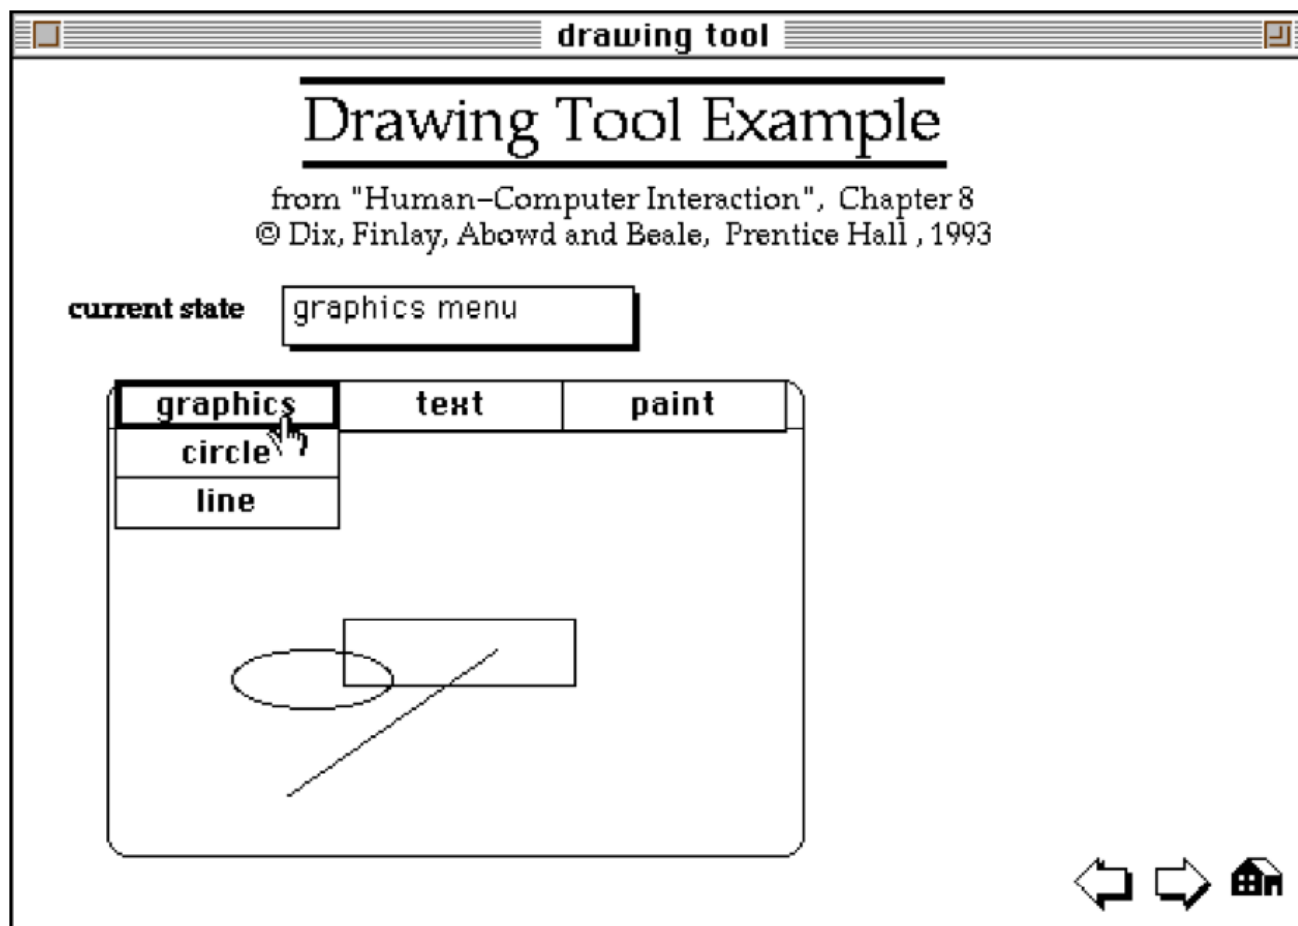 drawing tool
Drawing Tool Example
from "Human-Computer Interaction", Chapter 8
© Dix, Finlay, Abowd and Beale, Prentice Hall , 1993
current state graphics menu
graphics text paint
circle
line